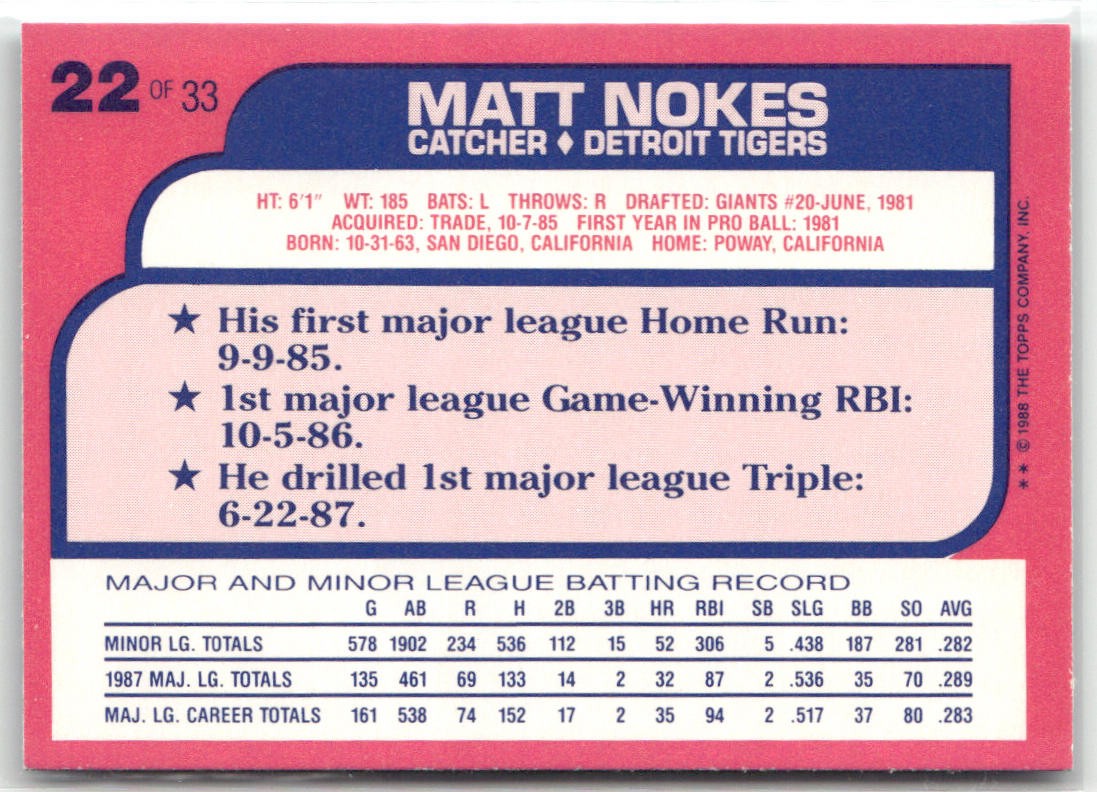 22 OF 33
MATT NOKES
CATCHER ♦ DETROIT TIGERS
HT: 6'1" WT: 185 BATS: L THROWS: R DRAFTED: GIANTS #20-JUNE, 1981
ACQUIRED: TRADE, 10-7-85 FIRST YEAR IN PRO BALL: 1981
BORN: 10-31-63, SAN DIEGO, CALIFORNIA HOME: POWAY, CALIFORNIA
★ His first major league Home Run:
9-9-85.
★ 1st major league Game-Winning RBI:
10-5-86.
★ He drilled 1st major league Triple:
6-22-87.
** © 1988 THE TOPPS COMPANY, INC.
MAJOR AND MINOR LEAGUE BATTING RECORD
G AB R H 2B 3B HR RBI SB SLG BB SO AVG
MINOR LG. TOTALS 578 1902 234 536 112 15 52 306 5 .438 187 281 .282
1987 MAJ. LG. TOTALS 135 461 69 133 14 2 32 87 2 .536 35 70 .289
MAJ. LG. CAREER TOTALS 161 538 74 152 17 2 35 94 2 .517 37 80 .283